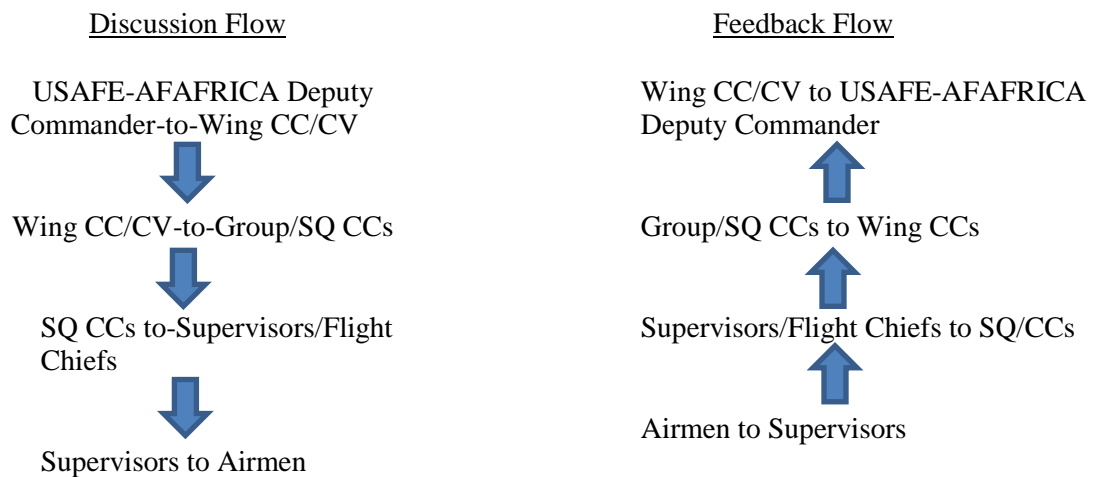 Discussion Flow
USAFE-AFAFRICA Deputy
Commander-to-Wing CC/CV
Wing CC/CV-to-Group/SQ CCs
SQ CCs to-Supervisors/Flight
Chiefs
Supervisors to Airmen
Feedback Flow
Wing CC/CV to USAFE-AFAFRICA
Deputy Commander
Group/SQ CCs to Wing CCs
Supervisors/Flight Chiefs to SQ/CCs
Airmen to Supervisors